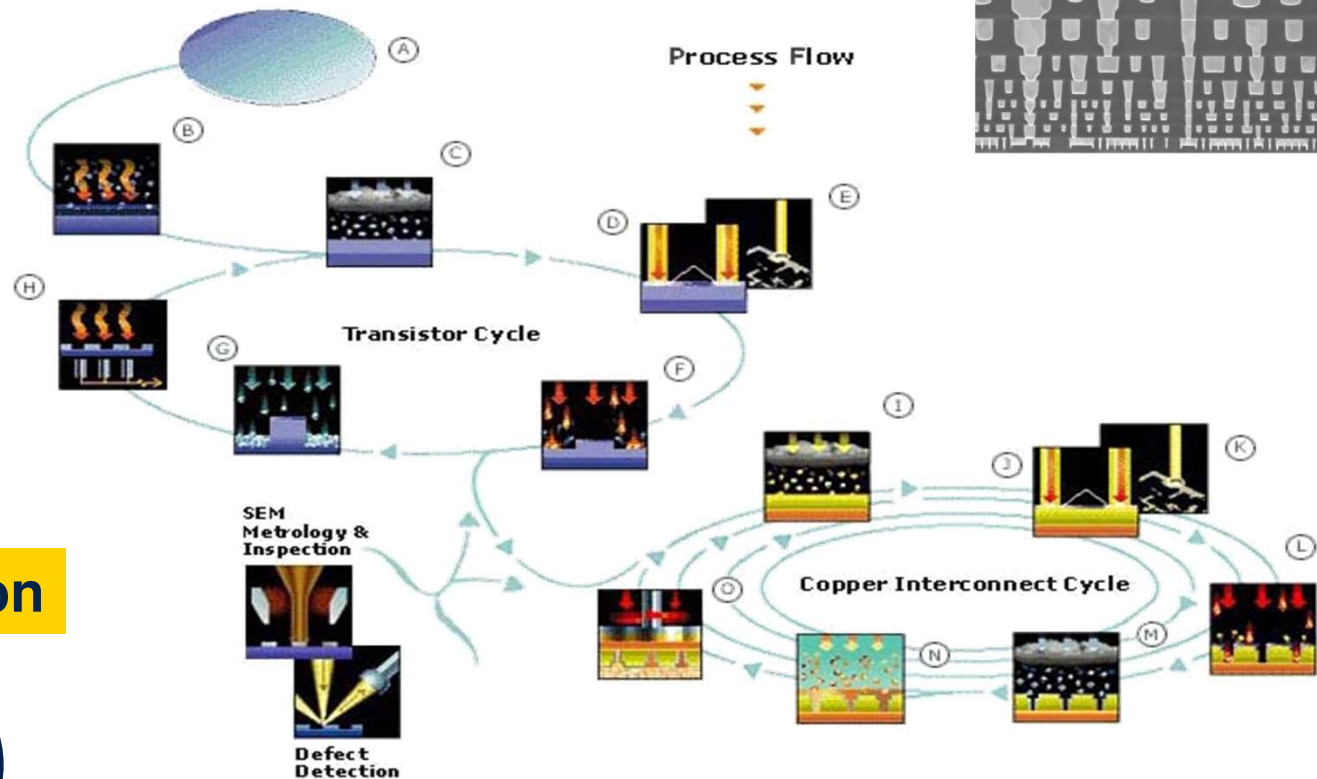 A
Process Flow
B
C
D
E
H
Transistor Cycle
G
F
I
J
K
SEM
Metrology &
Inspection
L
on
O
Copper Interconnect Cycle
M
N
)
Defect
Detection